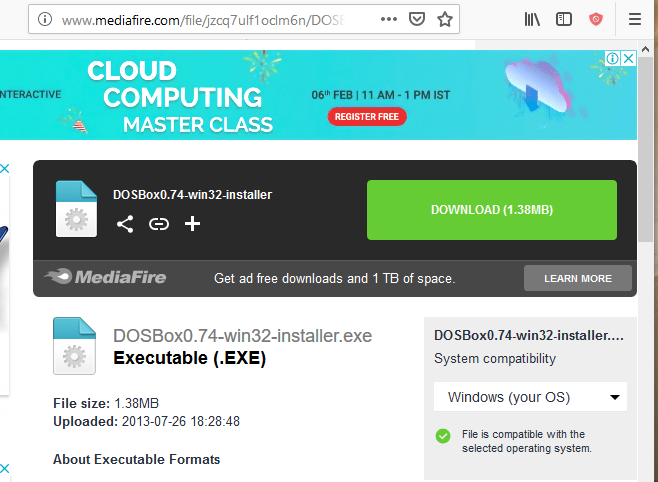 www.mediafire.com/file/jzcq7ulf1oclm6n/DOSB
NTERACTIVE
CLOUD
COMPUTING
MASTER CLASS
06th FEB | 11 AM - 1 PM IST
REGISTER FREE
DOSBox0.74-win32-installer
DOWNLOAD (1.38MB)
MediaFire
Get ad free downloads and 1 TB of space.
LEARN MORE
DOSBox0.74-win32-installer.exe
Executable (.EXE)
File size: 1.38MB
Uploaded: 2013-07-26 18:28:48
About Executable Formats
DOSBox0.74-win32-installer....
System compatibility
Windows (your OS)
File is compatible with the
selected operating system.